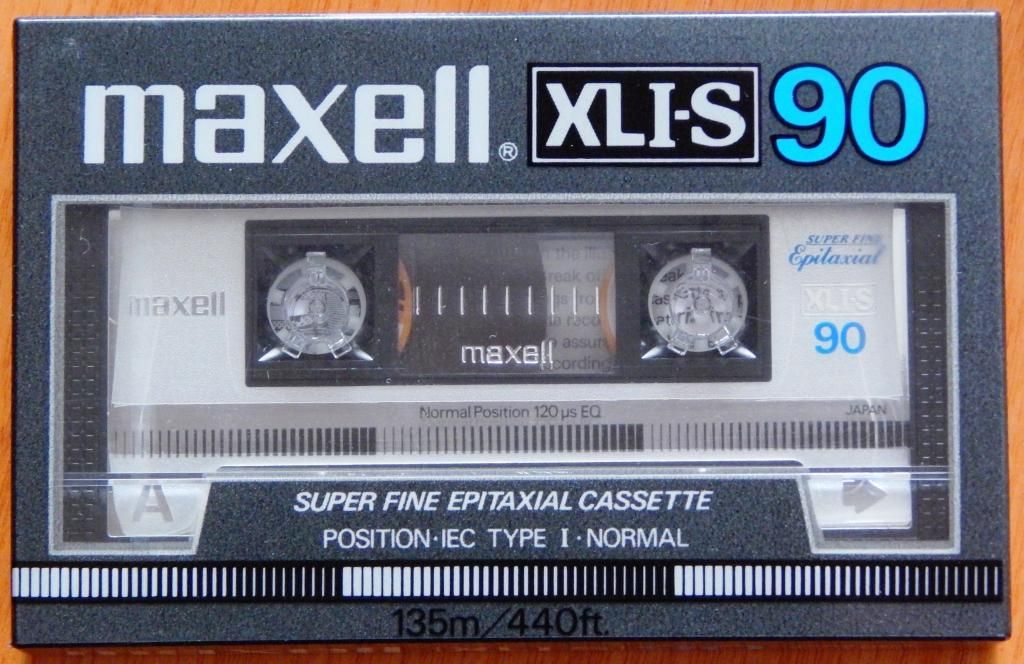 maxell® XLI-S 90
SUPER FINE
Epitaxial
maxell
XLI-S
90
maxell
Normal Position 120 µs EQ
JAPAN
A
SUPER FINE EPITAXIAL CASSETTE
POSITION·IEC TYPE I·NORMAL
135m/440ft.